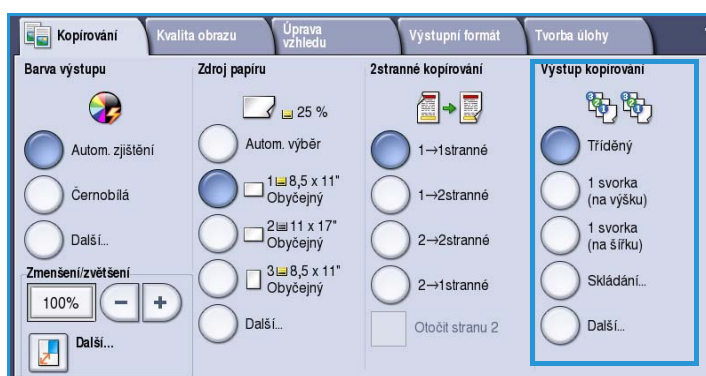 Kopírování
Kvalita obrazu
Úprava
vzhledu
Výstupní formát
Tvorba úlohy
Barva výstupu
Autom. zjištění
Černobílá
Další...
Zmenšení/zvětšení
100%
Další...
Zdroj papíru
25 %
Autom. výběr
1 8,5 x 11"
Obyčejný
2 11 x 17"
Obyčejný
3 8,5 x 11"
Obyčejný
Další...
2stranné kopírování
1→1stranné
1→2stranné
2→2stranné
2→1stranné
Otočit stranu 2
Výstup kopírování
Tříděný
1 svorka
(na výšku)
1 svorka
(na šířku)
Skládání...
Další...